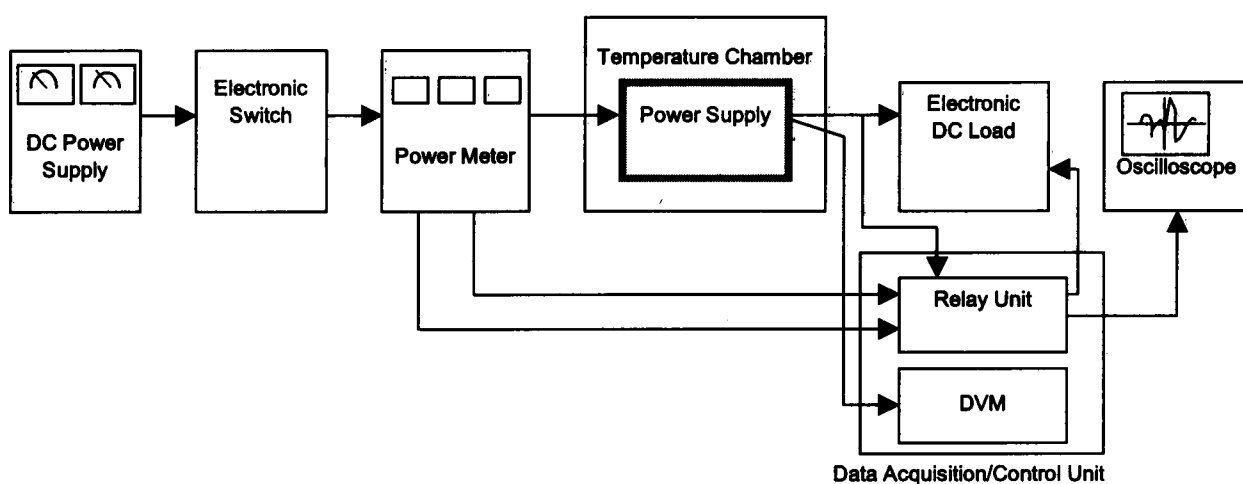 DC Power
Supply
Electronic
Switch
Power Meter
Temperature Chamber
Power Supply
Electronic
DC Load
Oscilloscope
Relay Unit
DVM
Data Acquisition/Control Unit